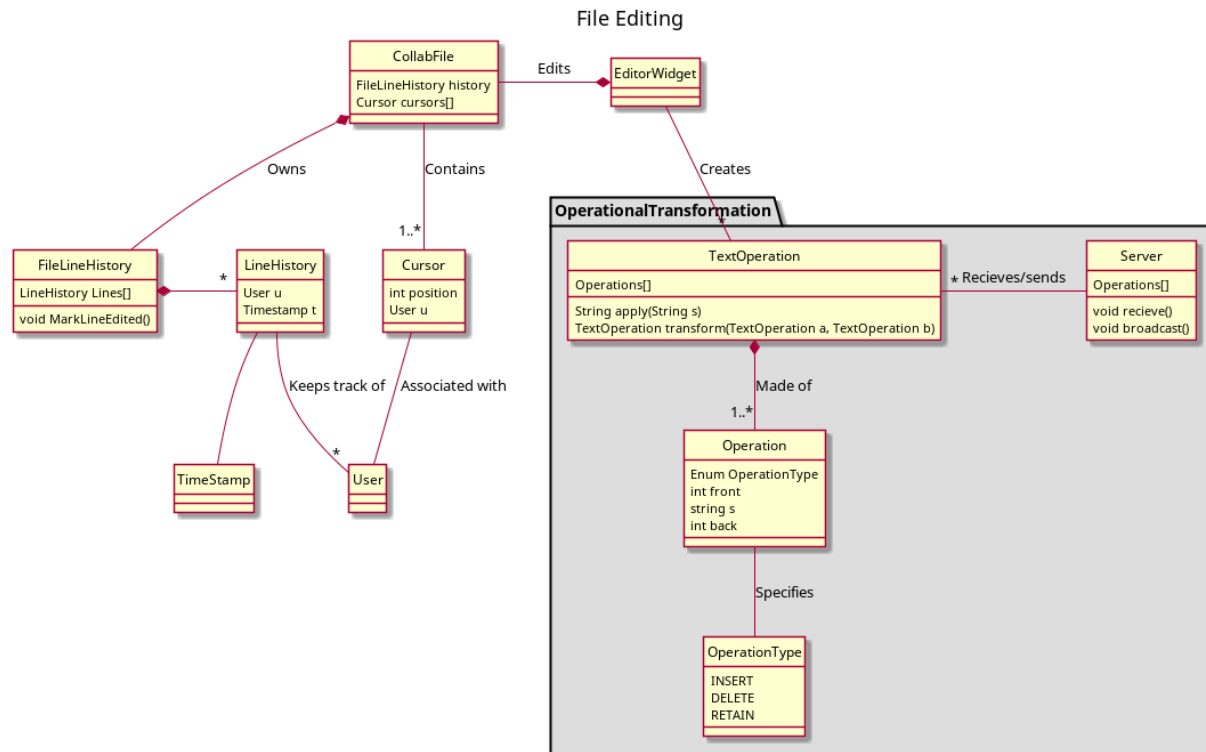 File Editing
CollabFile
FileLineHistory history
Cursor cursors[]
Edits
EditorWidget
Owns
Contains
Creates
1..*
*
OperationalTransformation
FileLineHistory
LineHistory Lines[]
void MarkLineEdited()
*
LineHistory
User u
Timestamp t
Cursor
int position
User u
TextOperation
Operations[]
String apply(String s)
TextOperation transform(TextOperation a, TextOperation b)
* Recieves/sends
Server
Operations[]
void recieve()
void broadcast()
Keeps track of
Associated with
*
Made of
1..*
TimeStamp
User
Operation
Enum OperationType
int front
string s
int back
Specifies
OperationType
INSERT
DELETE
RETAIN